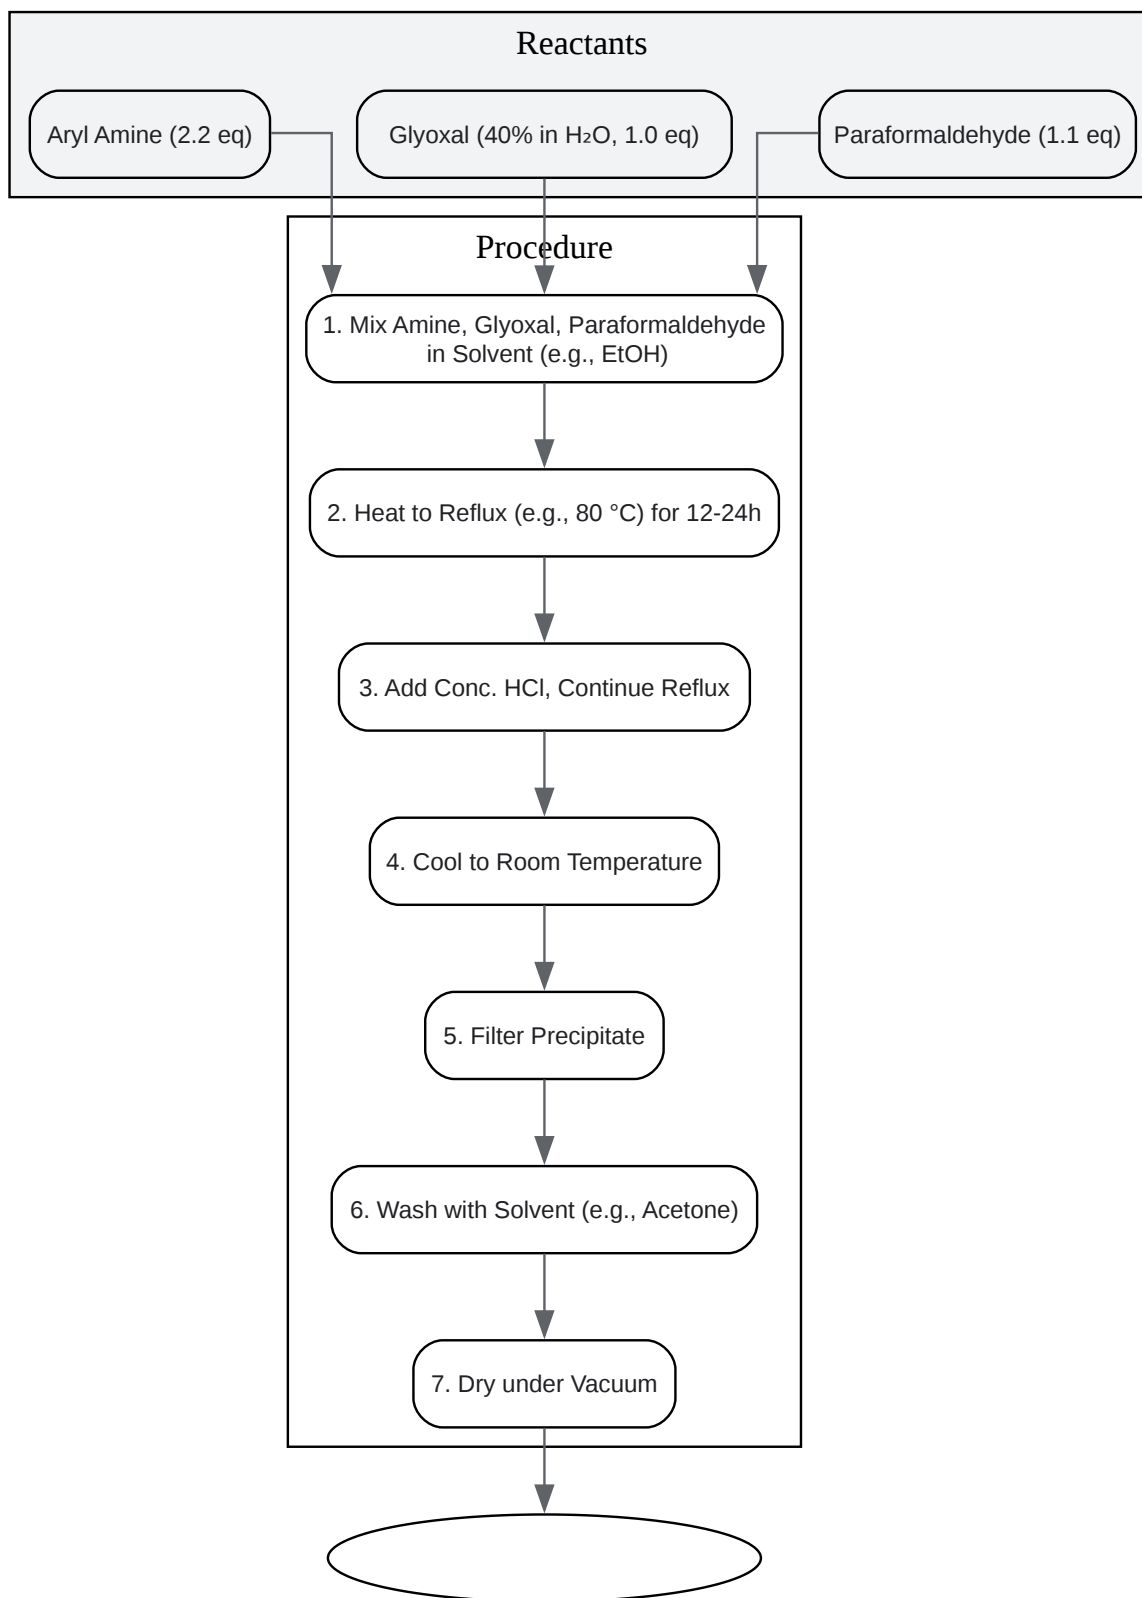 Reactants
Aryl Amine (2.2 eq)
Glyoxal (40% in H₂O, 1.0 eq)
Paraformaldehyde (1.1 eq)
Procedure
1. Mix Amine, Glyoxal, Paraformaldehyde
in Solvent (e.g., EtOH)
2. Heat to Reflux (e.g., 80 °C) for 12-24h
3. Add Conc. HCl, Continue Reflux
4. Cool to Room Temperature
5. Filter Precipitate
6. Wash with Solvent (e.g., Acetone)
7. Dry under Vacuum